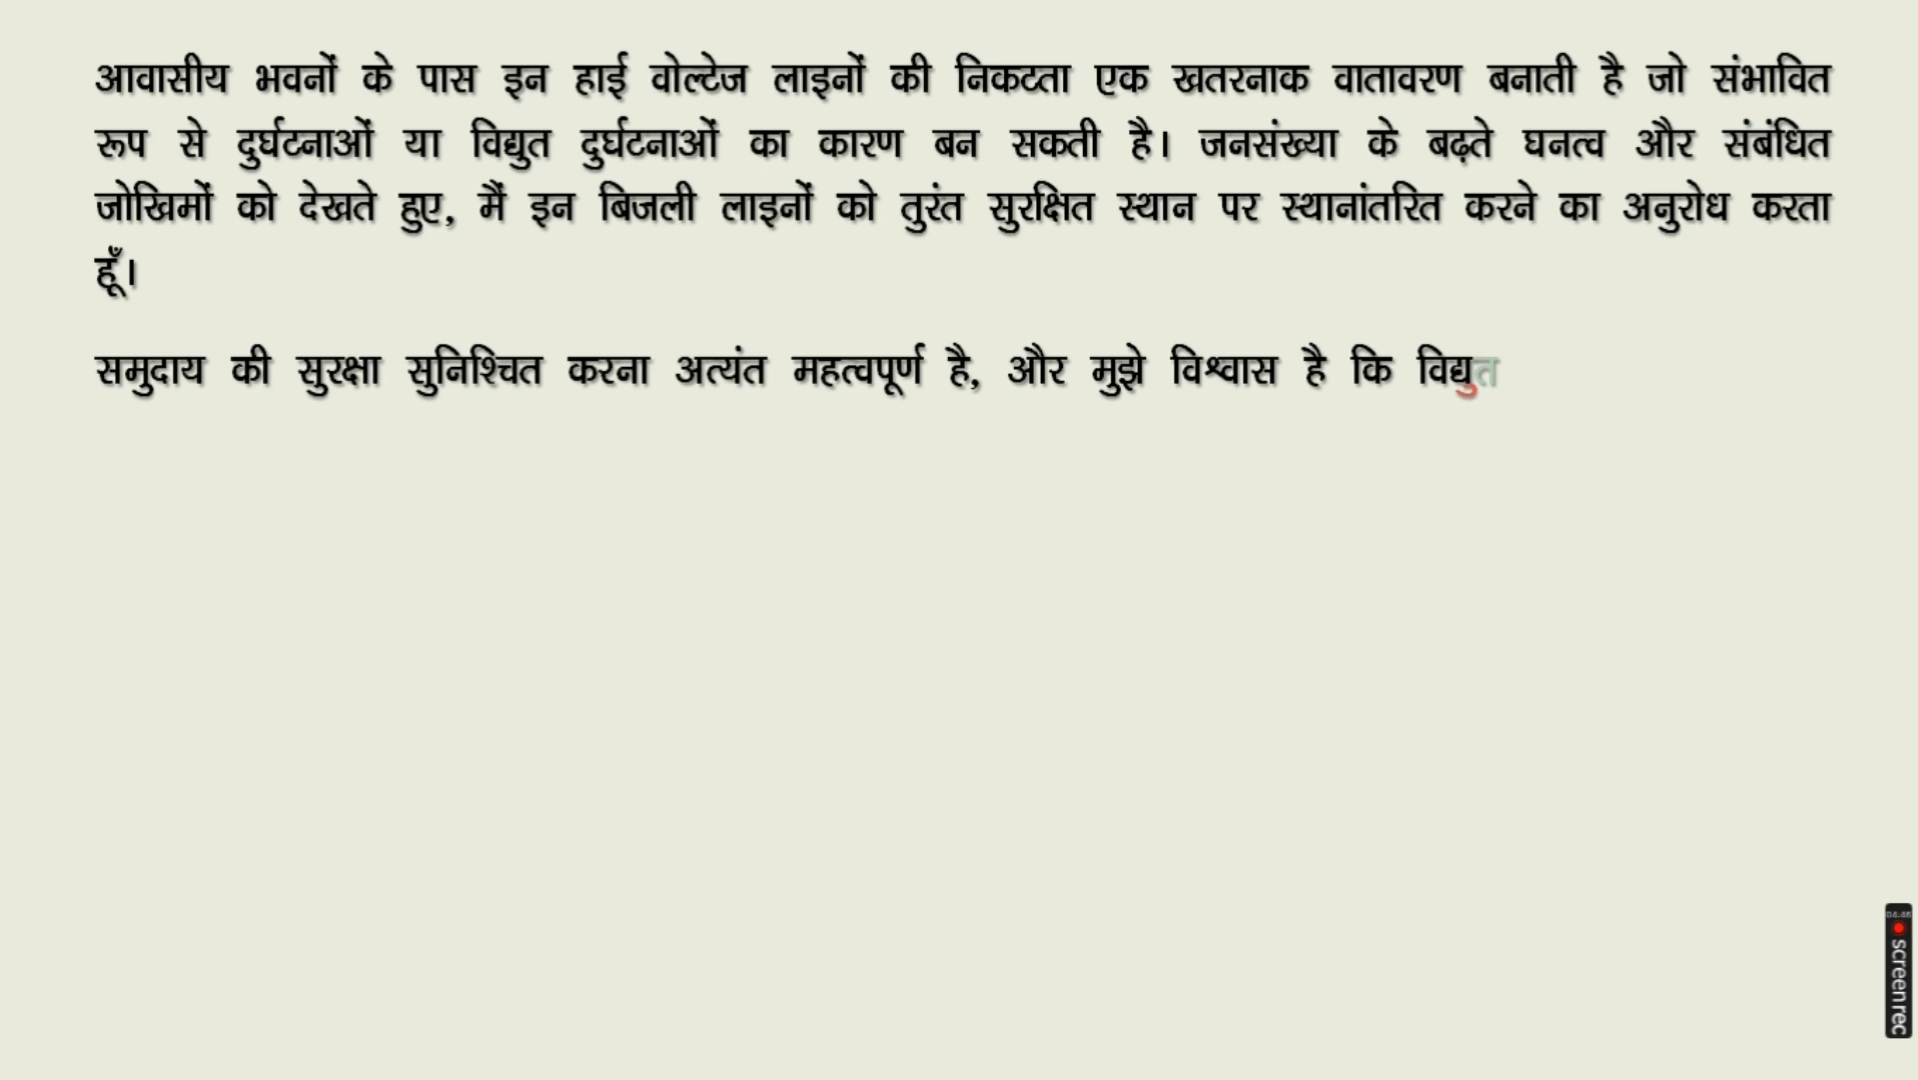 आवासीय भवनों के पास इन हाई वोल्टेज लाइनों की निकटता एक खतरनाक वातावरण बनाती है जो संभावित
रूप से दुर्घटनाओं या विद्युत दुर्घटनाओं का कारण बन सकती है। जनसंख्या के बढ़ते घनत्व और संबंधित
जोखिमों को देखते हुए, मैं इन बिजली लाइनों को तुरंत सुरक्षित स्थान पर स्थानांतरित करने का अनुरोध करता
हूँ।
समुदाय की सुरक्षा सुनिश्चित करना अत्यंत महत्वपूर्ण है, और मुझे विश्वास है कि विद्युत
screenrec